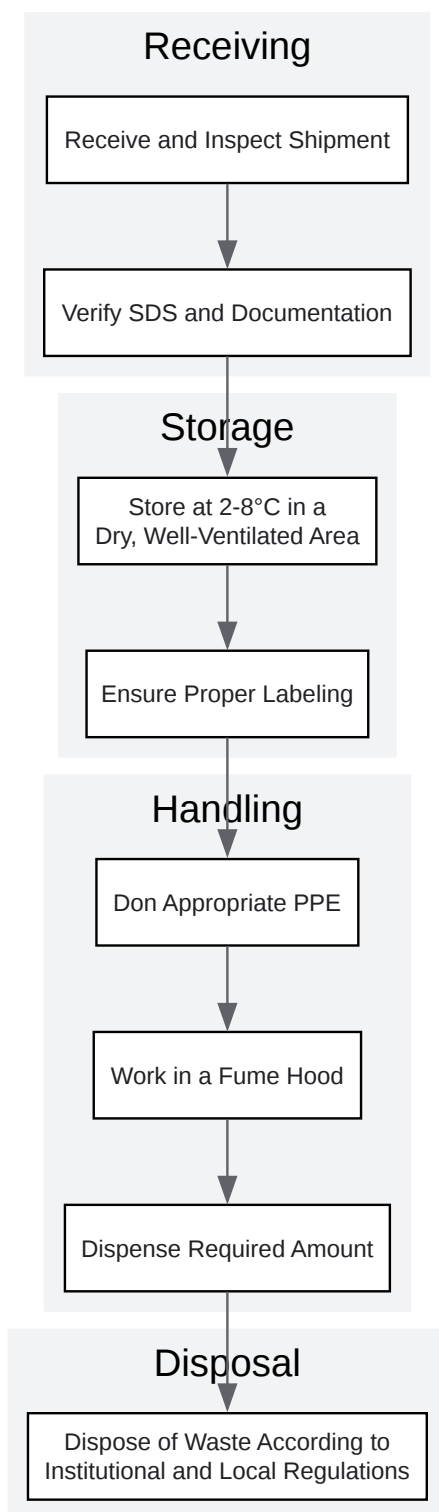 Receiving
Receive and Inspect Shipment
Verify SDS and Documentation
Storage
Store at 2-8°C in a
Dry, Well-Ventilated Area
Ensure Proper Labeling
Handling
Don Appropriate PPE
Work in a Fume Hood
Dispense Required Amount
Disposal
Dispose of Waste According to
Institutional and Local Regulations